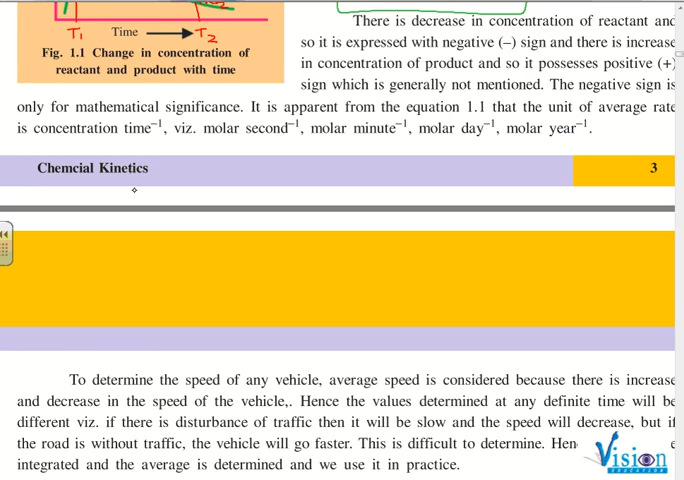 There is decrease in concentration of reactant and
T₁ Time T₂
so it is expressed with negative (–) sign and there is increase
Fig. 1.1 Change in concentration of
reactant and product with time
in concentration of product and so it possesses positive (+)
sign which is generally not mentioned. The negative sign is
only for mathematical significance. It is apparent from the equation 1.1 that the unit of average rate
is concentration time⁻¹, viz. molar second⁻¹, molar minute⁻¹, molar day⁻¹, molar year⁻¹.
Chemcial Kinetics 3
To determine the speed of any vehicle, average speed is considered because there is increase
and decrease in the speed of the vehicle,. Hence the values determined at any definite time will be
different viz. if there is disturbance of traffic then it will be slow and the speed will decrease, but if
the road is without traffic, the vehicle will go faster. This is difficult to determine. Hen
integrated and the average is determined and we use it in practice.
Vision
EDUCATION